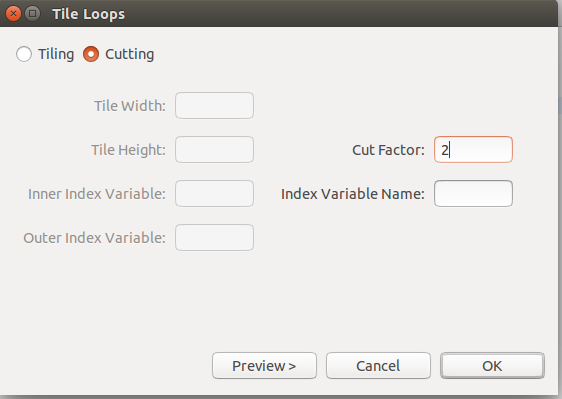 Tile Loops
Tiling Cutting
Tile Width:
Tile Height: Cut Factor: 2
Inner Index Variable: Index Variable Name:
Outer Index Variable:
Preview > Cancel OK